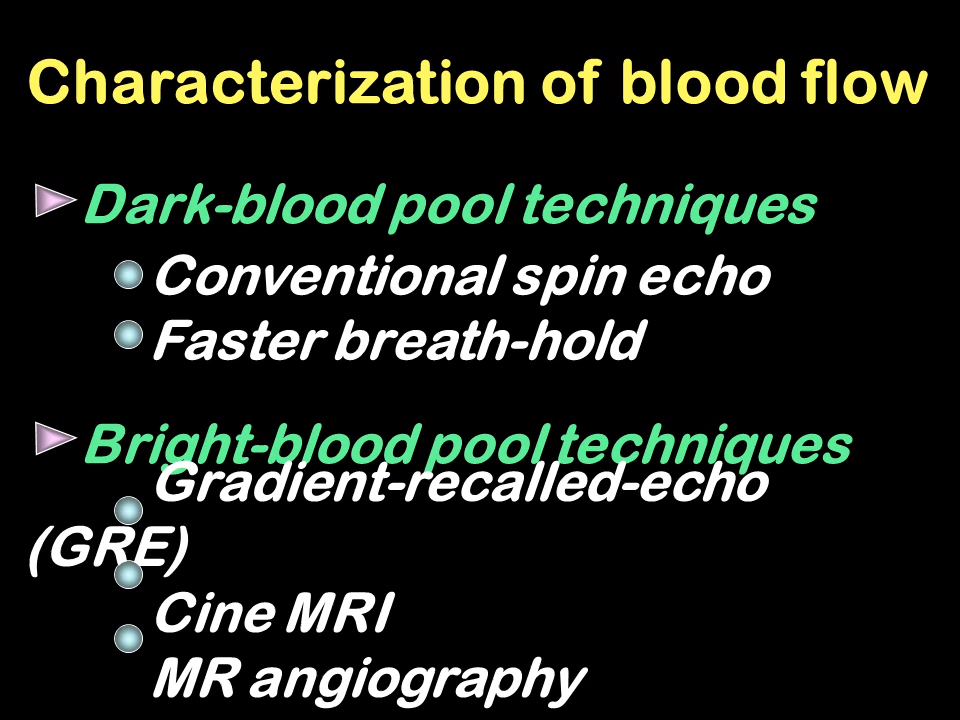 Characterization of blood flow
Dark-blood pool techniques
Conventional spin echo
Faster breath-hold
Bright-blood pool techniques
Gradient-recalled-echo
(GRE)
Cine MRI
MR angiography